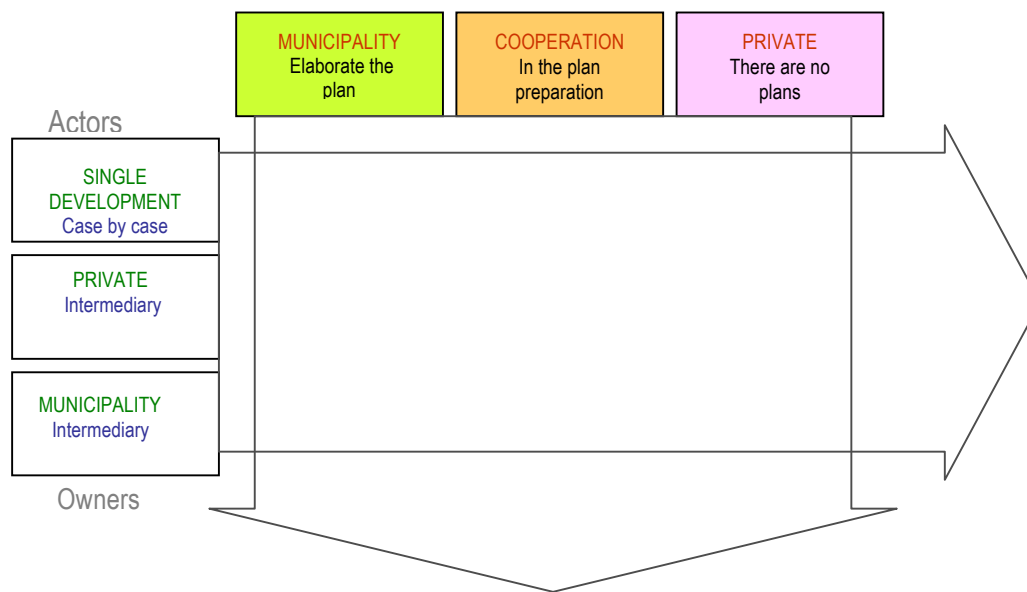 MUNICIPALITY
Elaborate the
plan
COOPERATION
In the plan
preparation
PRIVATE
There are no
plans
Actors
SINGLE
DEVELOPMENT
Case by case
PRIVATE
Intermediary
MUNICIPALITY
Intermediary
Owners